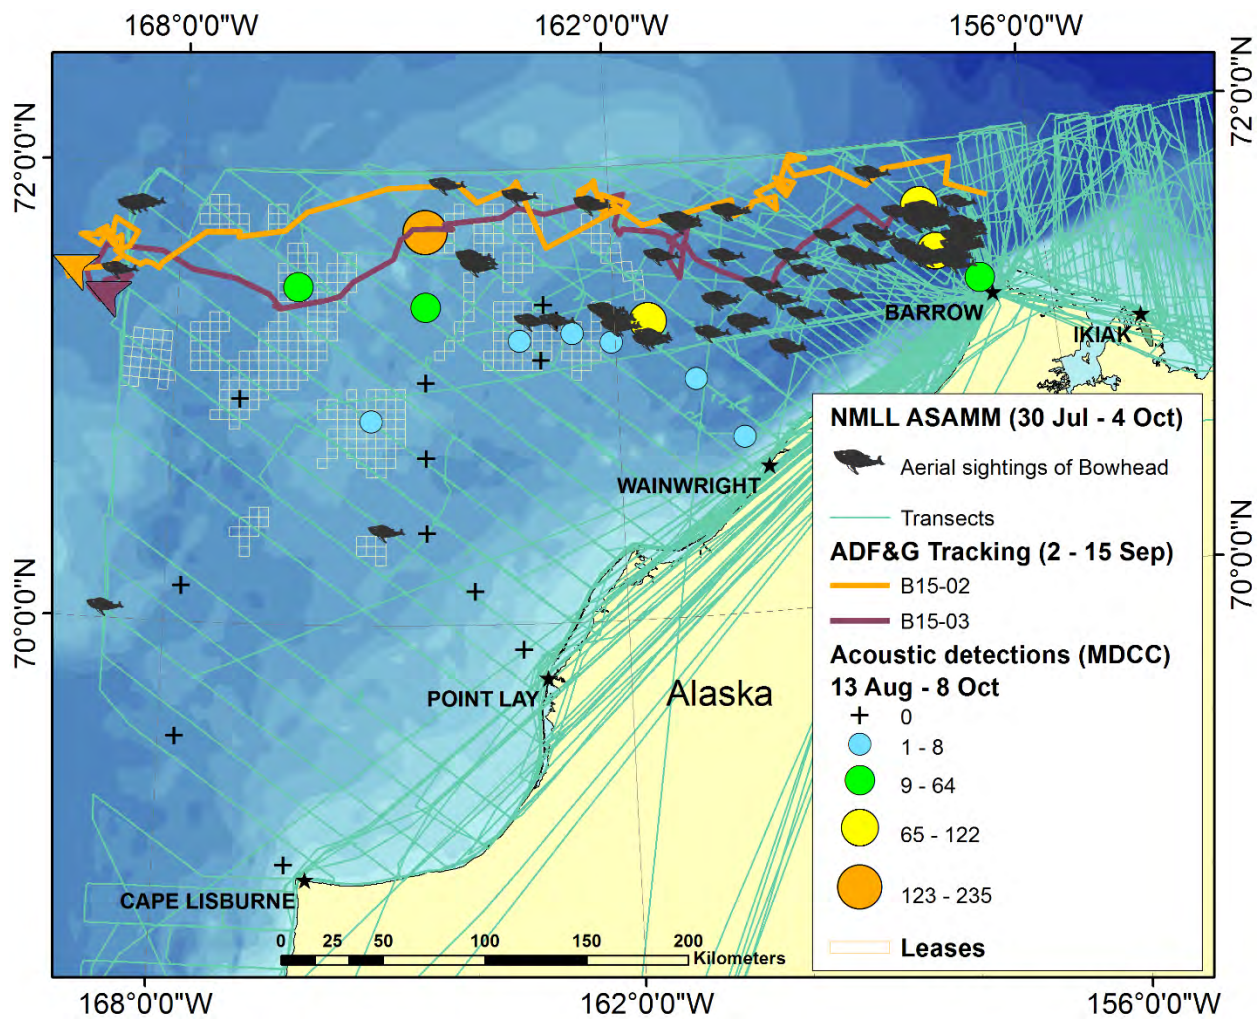 168°0'0"W
162°0'0"W
156°0'0"W
72°0'0"N
72°0'0"N
BARROW
IKIAK
NMLL ASAMM (30 Jul - 4 Oct)
Aerial sightings of Bowhead
Transects
WAINWRIGHT
ADF&G Tracking (2 - 15 Sep)
B15-02
B15-03
70°0'0"N
70°0'0"N
Acoustic detections (MDCC)
13 Aug - 8 Oct
0
1 - 8
9 - 64
65 - 122
123 - 235
Leases
POINT LAY
Alaska
CAPE LISBURNE
0 25 50 100 150 200
Kilometers
168°0'0"W
162°0'0"W
156°0'0"W